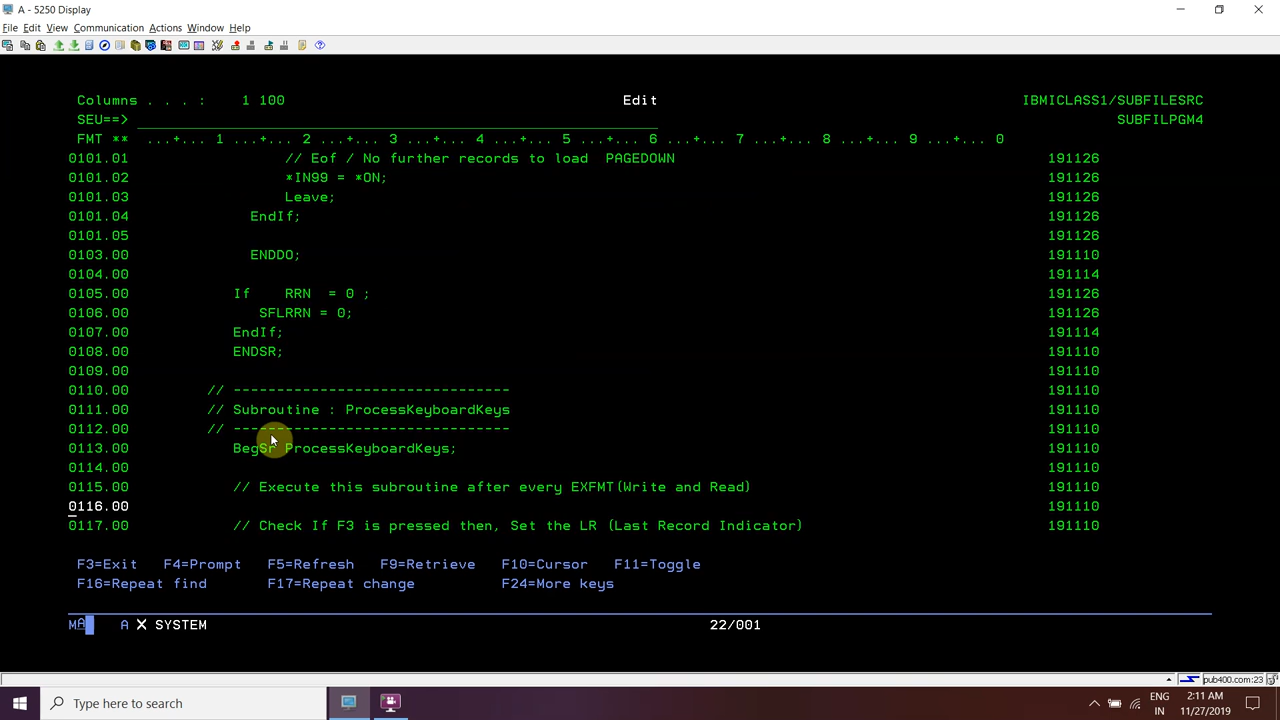 A - 5250 Display
File Edit View Communication Actions Window Help
Columns . . . :    1 100    Edit    IBMICLASS1/SUBFILESRC
SEU==>    SUBFILPGM4
FMT **  ...+... 1 ...+... 2 ...+... 3 ...+... 4 ...+... 5 ...+... 6 ...+... 7 ...+... 8 ...+... 9 ...+... 0
0101.01    // Eof / No further records to load  PAGEDOWN    191126
0101.02    *IN99 = *ON;    191126
0101.03    Leave;    191126
0101.04    EndIf;    191126
0101.05    191126
0103.00    ENDDO;    191110
0104.00    191114
0105.00    If    RRN  = 0 ;    191126
0106.00    SFLRRN = 0;    191126
0107.00    EndIf;    191114
0108.00    ENDSR;    191110
0109.00    191110
0110.00    // --------------------------------    191110
0111.00    // Subroutine : ProcessKeyboardKeys    191110
0112.00    // --------------------------------    191110
0113.00    BegSr ProcessKeyboardKeys;    191110
0114.00    191110
0115.00    // Execute this subroutine after every EXFMT(Write and Read)    191110
0116.00    191110
0117.00    // Check If F3 is pressed then, Set the LR (Last Record Indicator)    191110
F3=Exit   F4=Prompt   F5=Refresh   F9=Retrieve   F10=Cursor   F11=Toggle
F16=Repeat find   F17=Repeat change   F24=More keys
MA    A X SYSTEM    22/001
pub400.com:23
Type here to search
ENG 2:11 AM
IN 11/27/2019